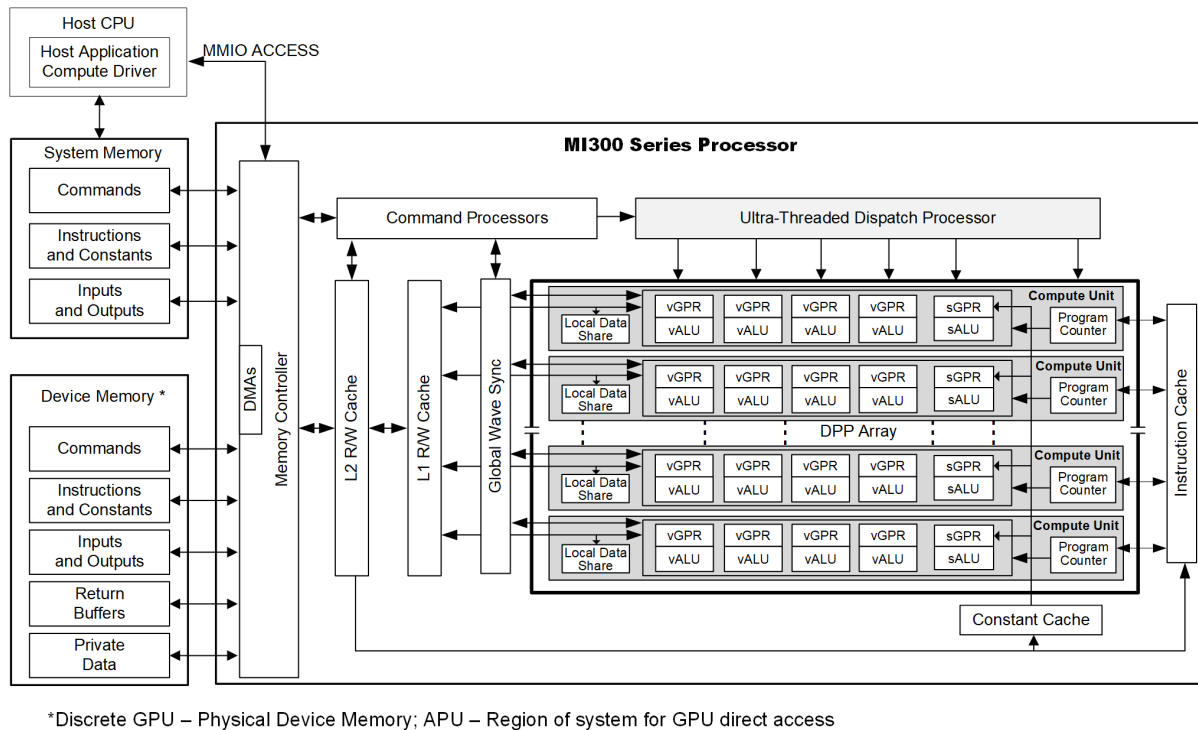 Host CPU
Host Application
Compute Driver
MMIO ACCESS
System Memory
Commands
Instructions
and Constants
Inputs
and Outputs
Device Memory *
Commands
Instructions
and Constants
Inputs
and Outputs
Return
Buffers
Private
Data
MI300 Series Processor
DMAs
Memory Controller
Command Processors
Ultra-Threaded Dispatch Processor
L2 R/W Cache
L1 R/W Cache
Global Wave Sync
Compute Unit
Local Data
Share
vGPR vGPR vGPR vGPR sGPR
vALU vALU vALU vALU sALU
Program
Counter
Compute Unit
Local Data
Share
vGPR vGPR vGPR vGPR sGPR
vALU vALU vALU vALU sALU
Program
Counter
DPP Array
Compute Unit
Local Data
Share
vGPR vGPR vGPR vGPR sGPR
vALU vALU vALU vALU sALU
Program
Counter
Compute Unit
Local Data
Share
vGPR vGPR vGPR vGPR sGPR
vALU vALU vALU vALU sALU
Program
Counter
Instruction Cache
Constant Cache
*Discrete GPU – Physical Device Memory; APU – Region of system for GPU direct access